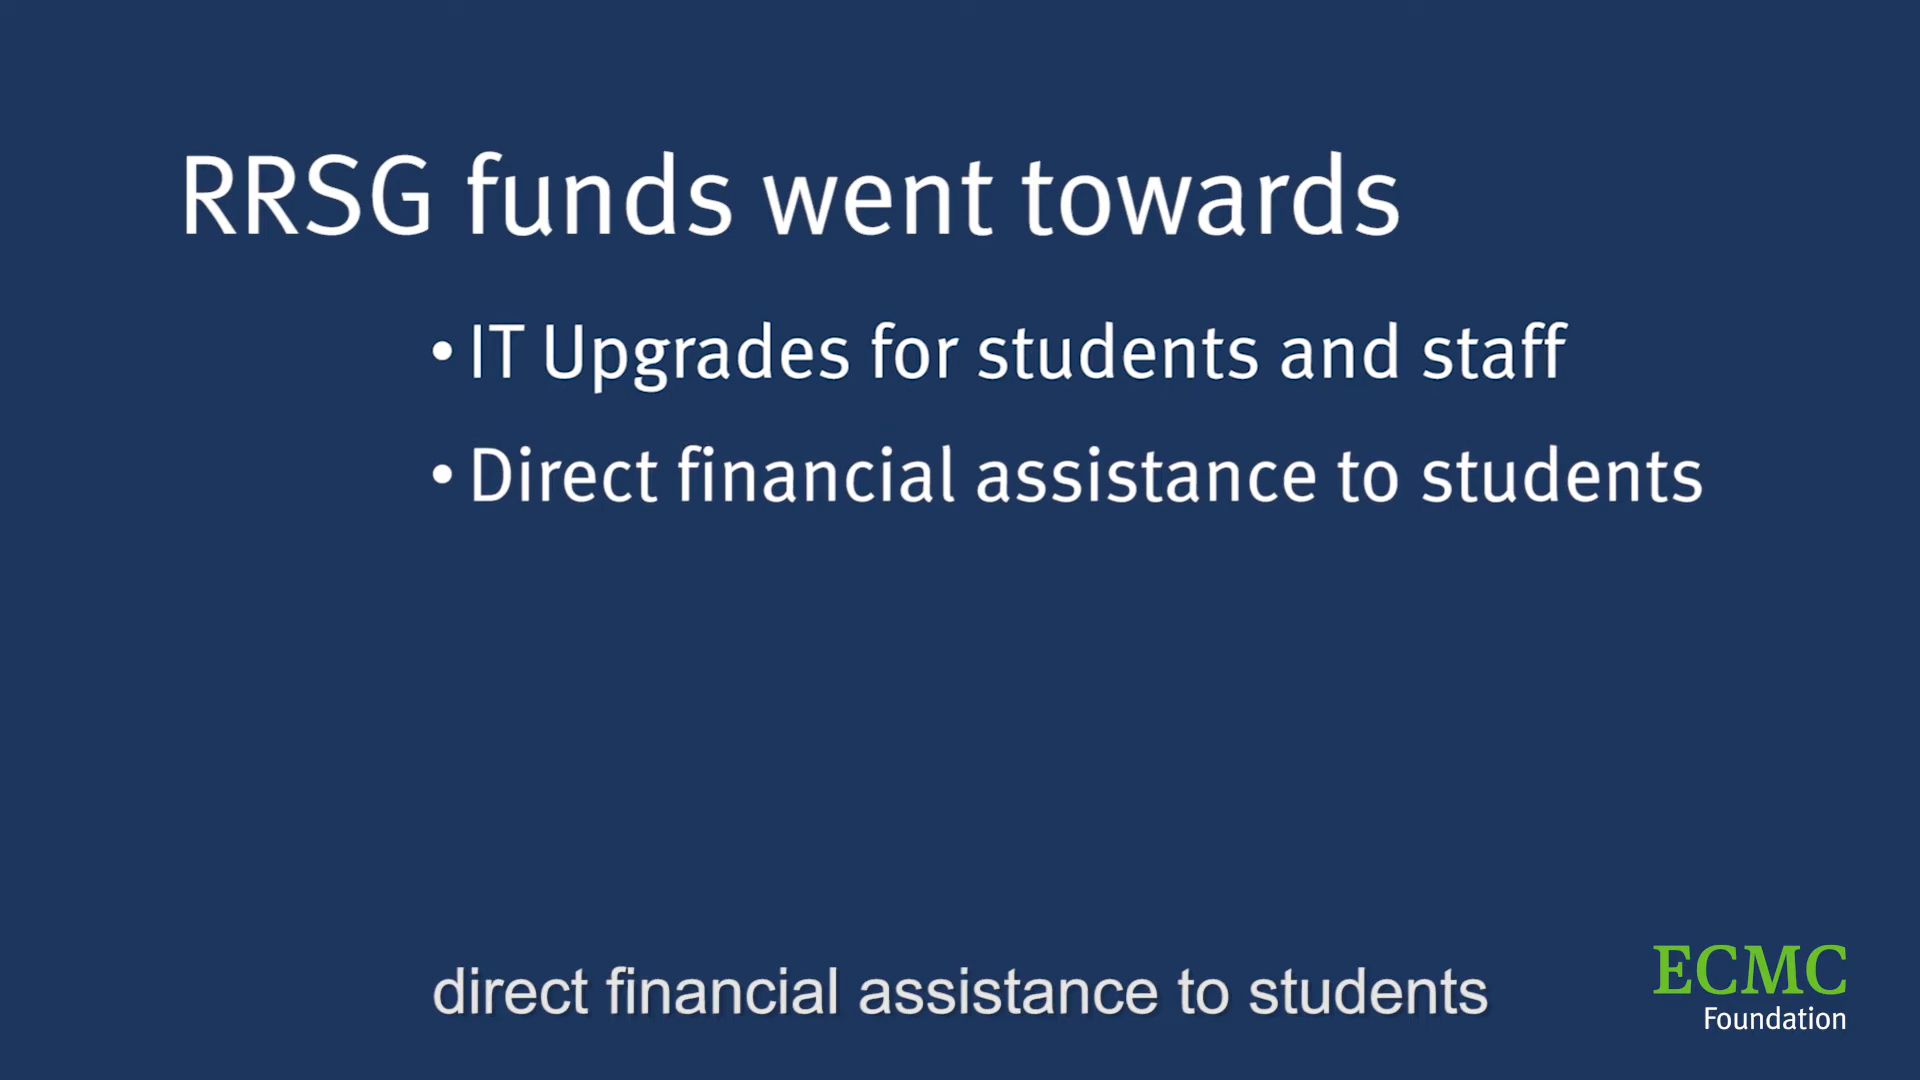 RRSG funds went towards
• IT Upgrades for students and staff
• Direct financial assistance to students
direct financial assistance to students
ECMC
Foundation